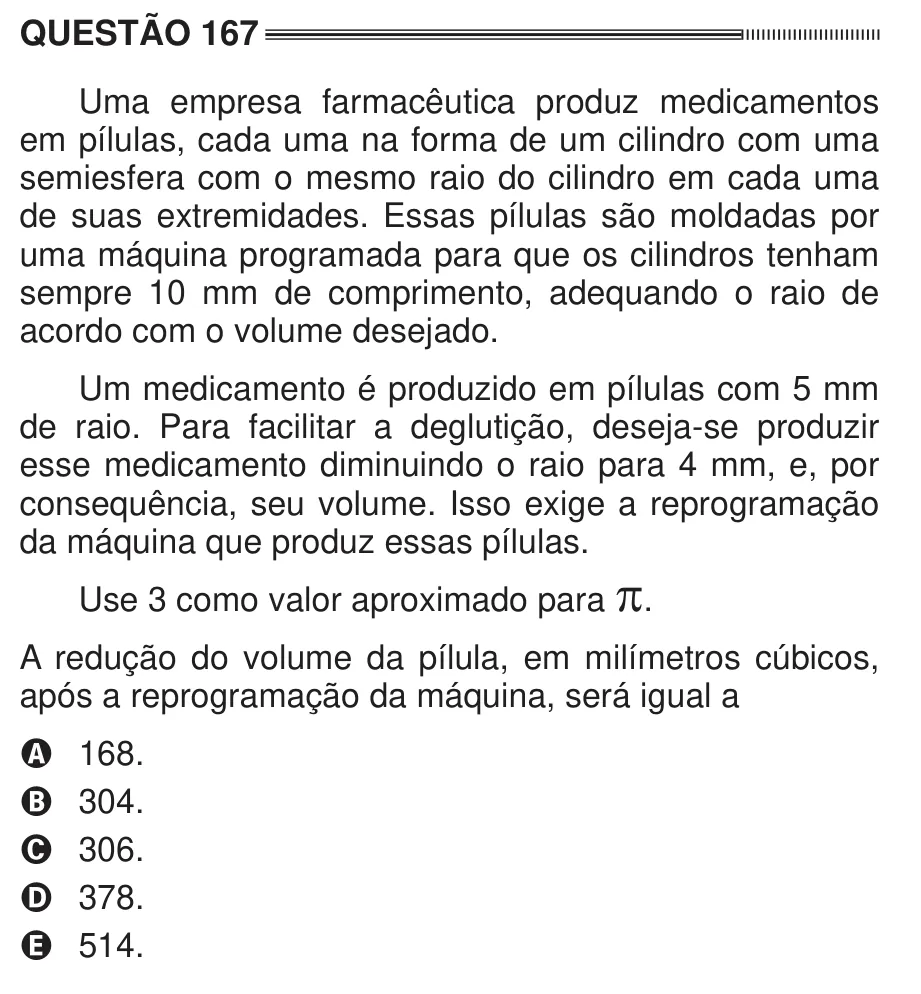 QUESTÃO 167
Uma empresa farmacêutica produz medicamentos
em pílulas, cada uma na forma de um cilindro com uma
semiesfera com o mesmo raio do cilindro em cada uma
de suas extremidades. Essas pílulas são moldadas por
uma máquina programada para que os cilindros tenham
sempre 10 mm de comprimento, adequando o raio de
acordo com o volume desejado.
Um medicamento é produzido em pílulas com 5 mm
de raio. Para facilitar a deglutição, deseja-se produzir
esse medicamento diminuindo o raio para 4 mm, e, por
consequência, seu volume. Isso exige a reprogramação
da máquina que produz essas pílulas.
Use 3 como valor aproximado para π.
A redução do volume da pílula, em milímetros cúbicos,
após a reprogramação da máquina, será igual a
A 168.
B 304.
C 306.
D 378.
E 514.